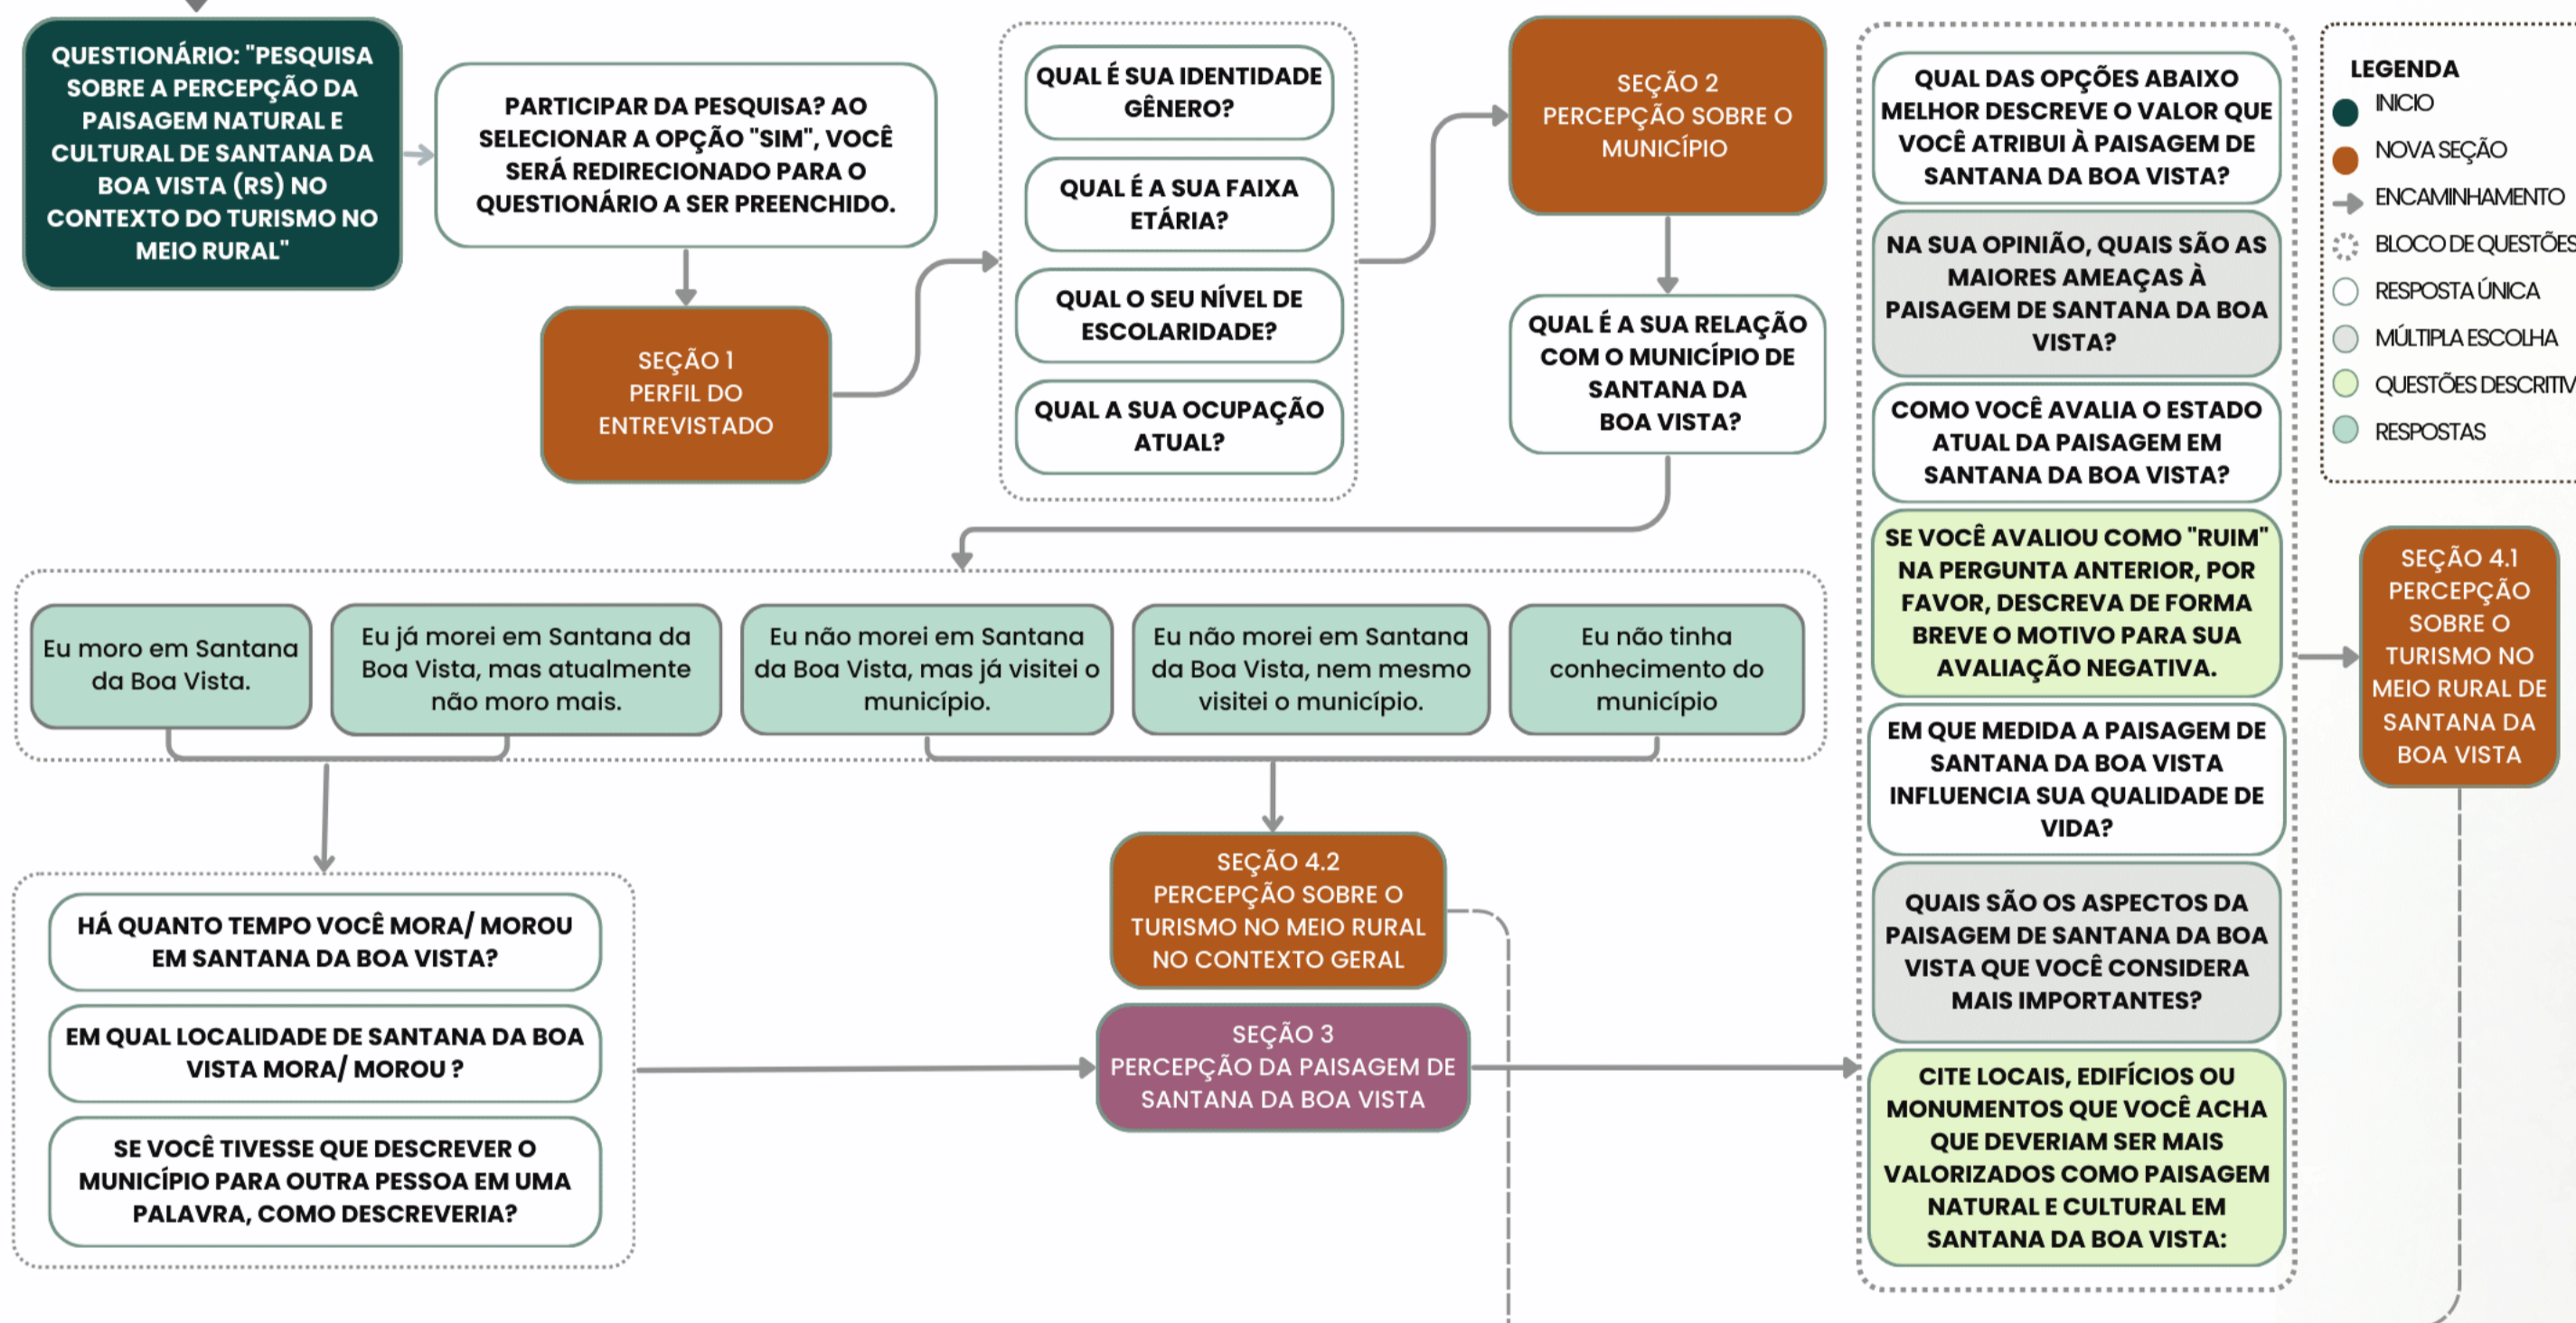 QUESTIONÁRIO: "PESQUISA
SOBRE A PERCEPÇÃO DA
PAISAGEM NATURAL E
CULTURAL DE SANTANA DA
BOA VISTA (RS) NO
CONTEXTO DO TURISMO NO
MEIO RURAL"
PARTICIPAR DA PESQUISA? AO
SELECIONAR A OPÇÃO "SIM", VOCÊ
SERÁ REDIRECIONADO PARA O
QUESTIONÁRIO A SER PREENCHIDO.
SEÇÃO 1
PERFIL DO
ENTREVISTADO
QUAL É SUA IDENTIDADE
GÊNERO?
QUAL É A SUA FAIXA
ETÁRIA?
QUAL O SEU NÍVEL DE
ESCOLARIDADE?
QUAL A SUA OCUPAÇÃO
ATUAL?
SEÇÃO 2
PERCEPÇÃO SOBRE O
MUNICÍPIO
QUAL É A SUA RELAÇÃO
COM O MUNICÍPIO DE
SANTANA DA
BOA VISTA?
Eu moro em Santana
da Boa Vista.
Eu já morei em Santana da
Boa Vista, mas atualmente
não moro mais.
Eu não morei em Santana
da Boa Vista, mas já visitei o
município.
Eu não morei em Santana
da Boa Vista, nem mesmo
visitei o município.
Eu não tinha
conhecimento do
município
HÁ QUANTO TEMPO VOCÊ MORA/ MOROU
EM SANTANA DA BOA VISTA?
EM QUAL LOCALIDADE DE SANTANA DA BOA
VISTA MORA/ MOROU ?
SE VOCÊ TIVESSE QUE DESCREVER O
MUNICÍPIO PARA OUTRA PESSOA EM UMA
PALAVRA, COMO DESCREVERIA?
SEÇÃO 4.2
PERCEPÇÃO SOBRE O
TURISMO NO MEIO RURAL
NO CONTEXTO GERAL
SEÇÃO 3
PERCEPÇÃO DA PAISAGEM DE
SANTANA DA BOA VISTA
QUAL DAS OPÇÕES ABAIXO
MELHOR DESCREVE O VALOR QUE
VOCÊ ATRIBUI À PAISAGEM DE
SANTANA DA BOA VISTA?
NA SUA OPINIÃO, QUAIS SÃO AS
MAIORES AMEAÇAS À
PAISAGEM DE SANTANA DA BOA
VISTA?
COMO VOCÊ AVALIA O ESTADO
ATUAL DA PAISAGEM EM
SANTANA DA BOA VISTA?
SE VOCÊ AVALIOU COMO "RUIM"
NA PERGUNTA ANTERIOR, POR
FAVOR, DESCREVA DE FORMA
BREVE O MOTIVO PARA SUA
AVALIAÇÃO NEGATIVA.
EM QUE MEDIDA A PAISAGEM DE
SANTANA DA BOA VISTA
INFLUENCIA SUA QUALIDADE DE
VIDA?
QUAIS SÃO OS ASPECTOS DA
PAISAGEM DE SANTANA DA BOA
VISTA QUE VOCÊ CONSIDERA
MAIS IMPORTANTES?
CITE LOCAIS, EDIFÍCIOS OU
MONUMENTOS QUE VOCÊ ACHA
QUE DEVERIAM SER MAIS
VALORIZADOS COMO PAISAGEM
NATURAL E CULTURAL EM
SANTANA DA BOA VISTA:
LEGENDA
INICIO
NOVA SEÇÃO
ENCAMINHAMENTO
BLOCO DE QUESTÕES
RESPOSTA ÚNICA
MÚLTIPLA ESCOLHA
QUESTÕES
RESPOSTAS
SEÇÃO 4.1
PERCEPÇÃO
SOBRE O
TURISMO NO
MEIO RURAL DE
SANTANA DA
BOA VISTA